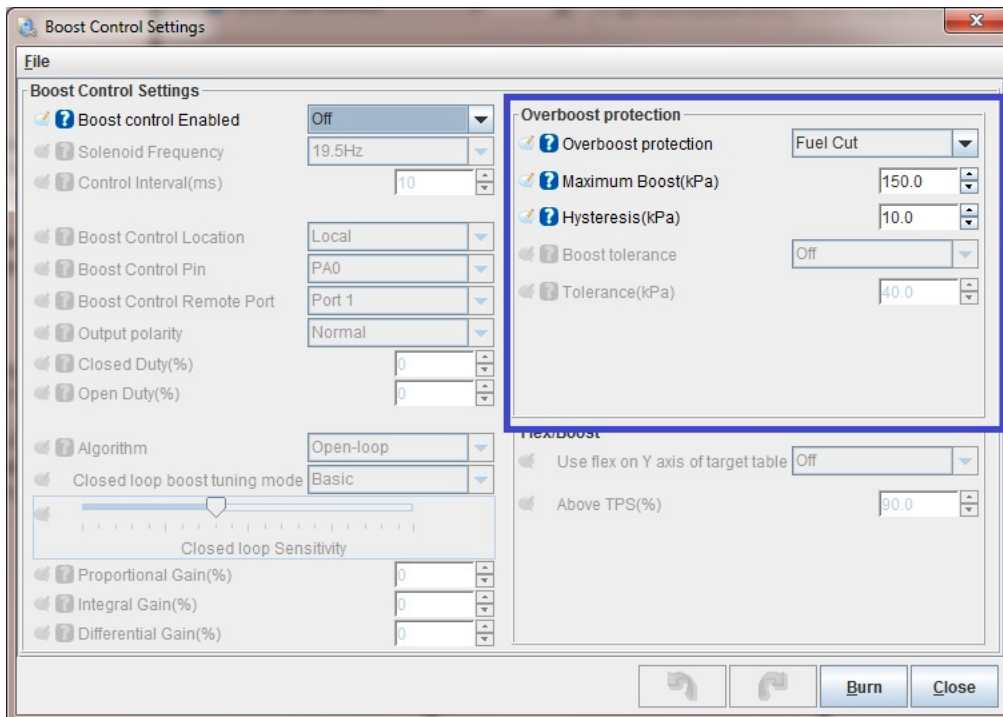 Boost Control Settings
File
Boost Control Settings
Boost control Enabled Off
Solenoid Frequency 19.5Hz
Control Interval(ms) 10
Boost Control Location Local
Boost Control Pin PA0
Boost Control Remote Port Port 1
Output polarity Normal
Closed Duty(%) 0
Open Duty(%) 0
Algorithm Open-loop
Closed loop boost tuning mode Basic
Closed loop Sensitivity
Proportional Gain(%) 0
Integral Gain(%) 0
Differential Gain(%) 0
Overboost protection
Overboost protection Fuel Cut
Maximum Boost(kPa) 150.0
Hysteresis(kPa) 10.0
Boost tolerance Off
Tolerance(kPa) 40.0
Flex/Boost
Use flex on Y axis of target table Off
Above TPS(%) 90.0
Burn Close